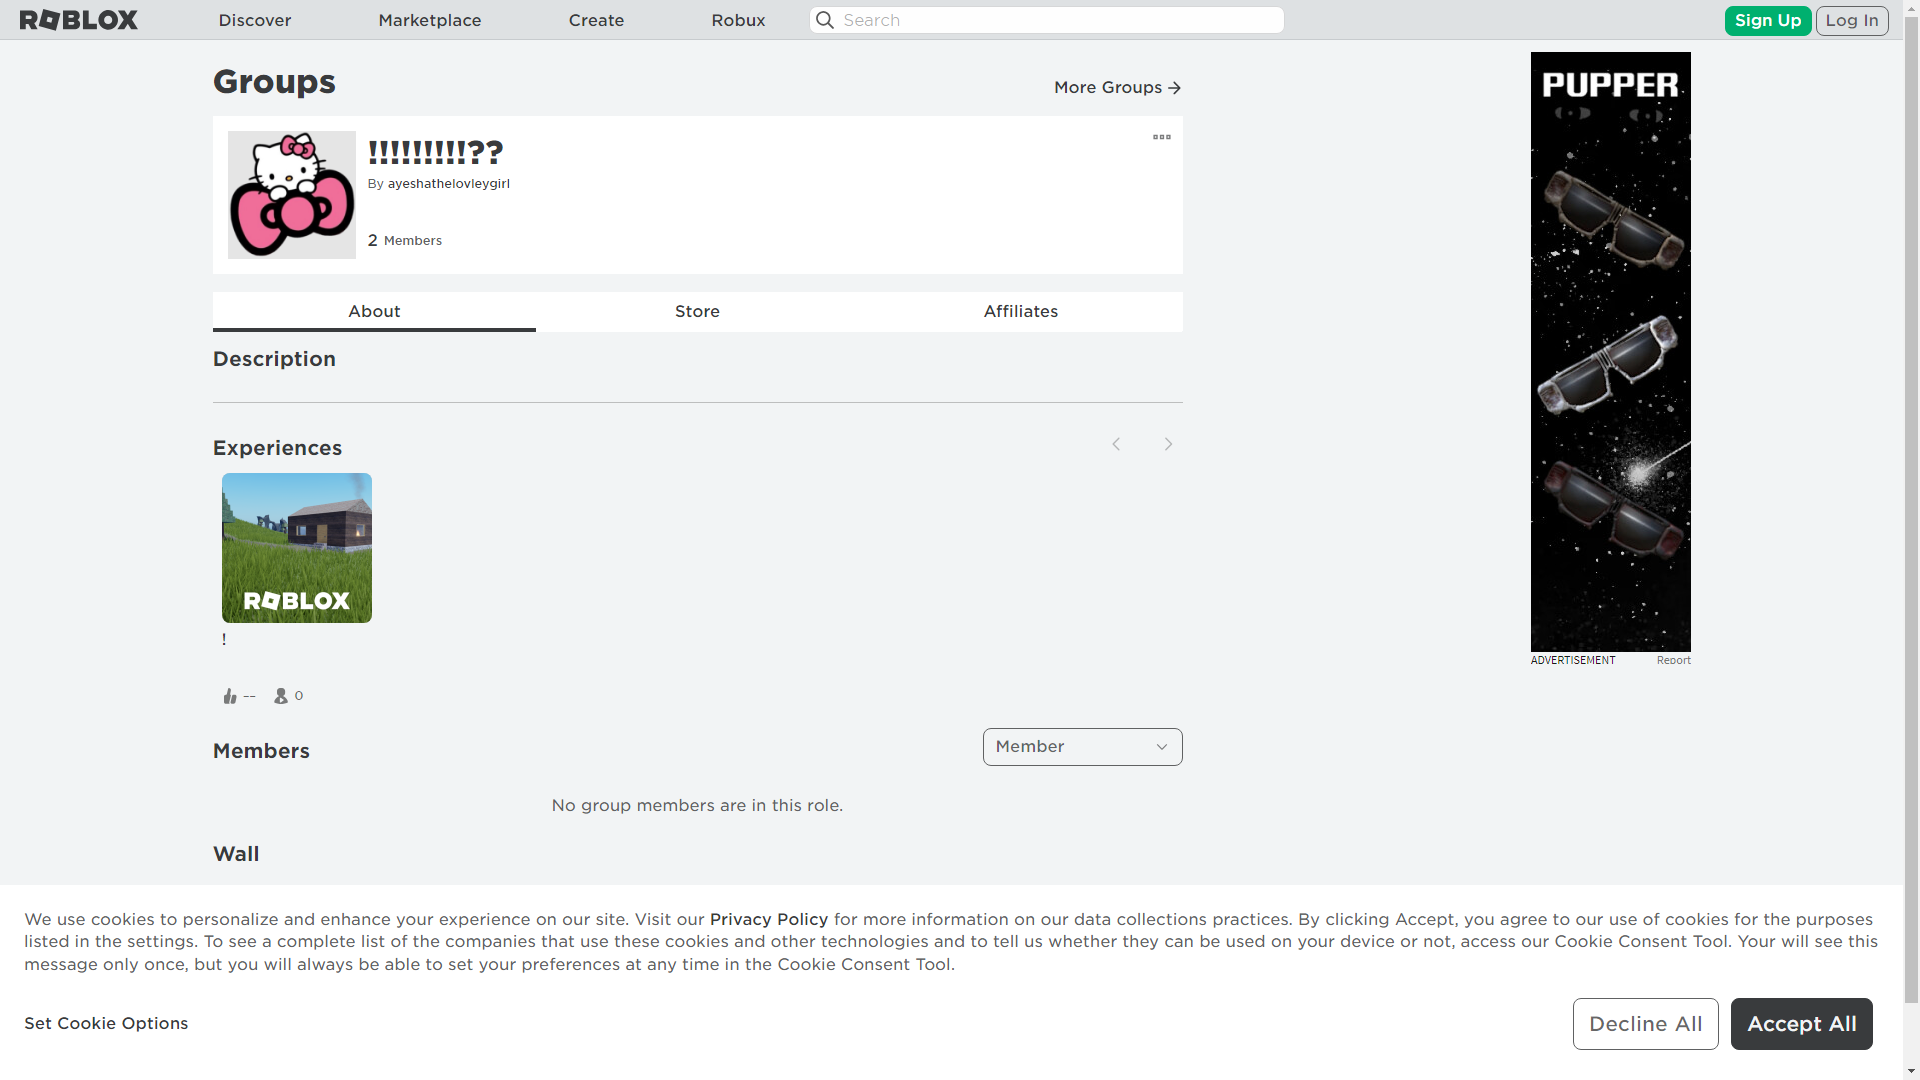 ROBLOX
Discover
Marketplace
Create
Robux
Search
Sign Up
Log In
Groups
More Groups
!!!!!!!!!??
By ayeshathelovleygirl
2 Members
About
Store
Affiliates
Description
Experiences
ROBLOX
!
--
0
Members
Member
No group members are in this role.
Wall
PUPPER
ADVERTISEMENT
Report
We use cookies to personalize and enhance your experience on our site. Visit our Privacy Policy for more information on our data collections practices. By clicking Accept, you agree to our use of cookies for the purposes
listed in the settings. To see a complete list of the companies that use these cookies and other technologies and to tell us whether they can be used on your device or not, access our Cookie Consent Tool. Your will see this
message only once, but you will always be able to set your preferences at any time in the Cookie Consent Tool.
Set Cookie Options
Decline All
Accept All